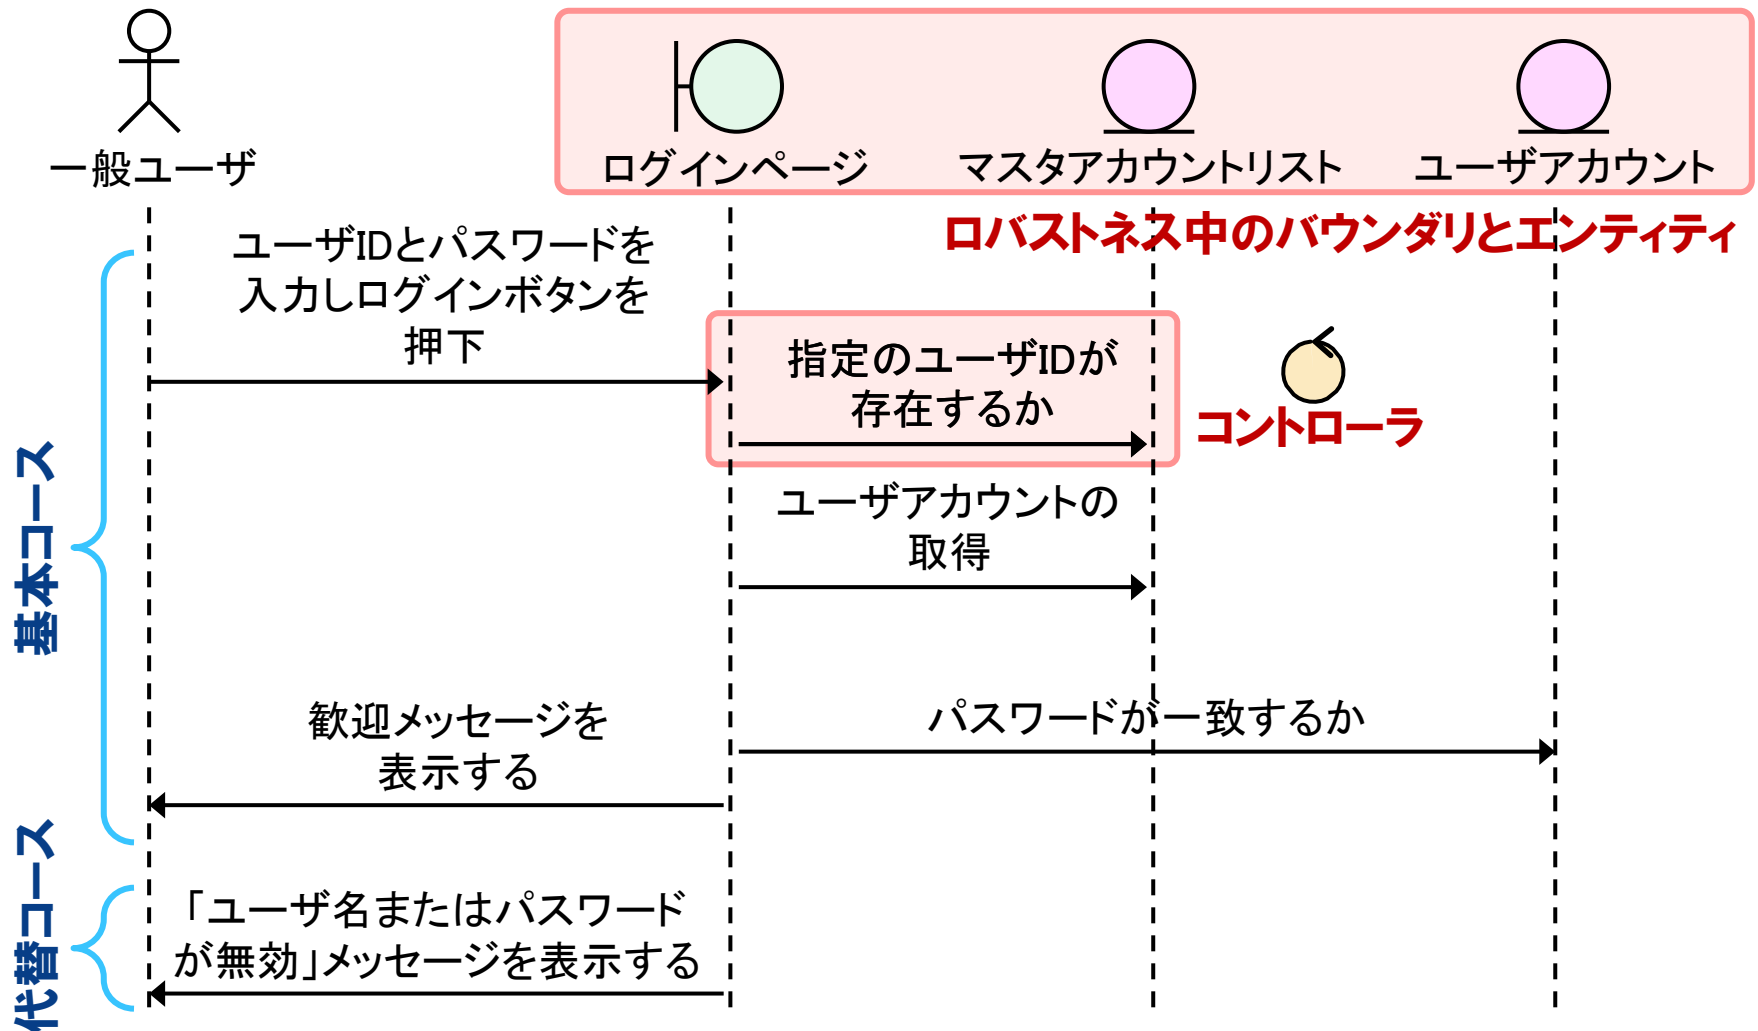 一般ユーザ
ログインページ
マスタアカウントリスト
ユーザアカウント
ロバストネス中のバウンダリとエンティティ
ユーザIDとパスワードを
入力しログインボタンを
押下
指定のユーザIDが
存在するか
コントローラ
ユーザアカウントの
取得
基本コース
歓迎メッセージを
表示する
パスワードが一致するか
「ユーザ名またはパスワード
が無効」メッセージを表示する
代替コース